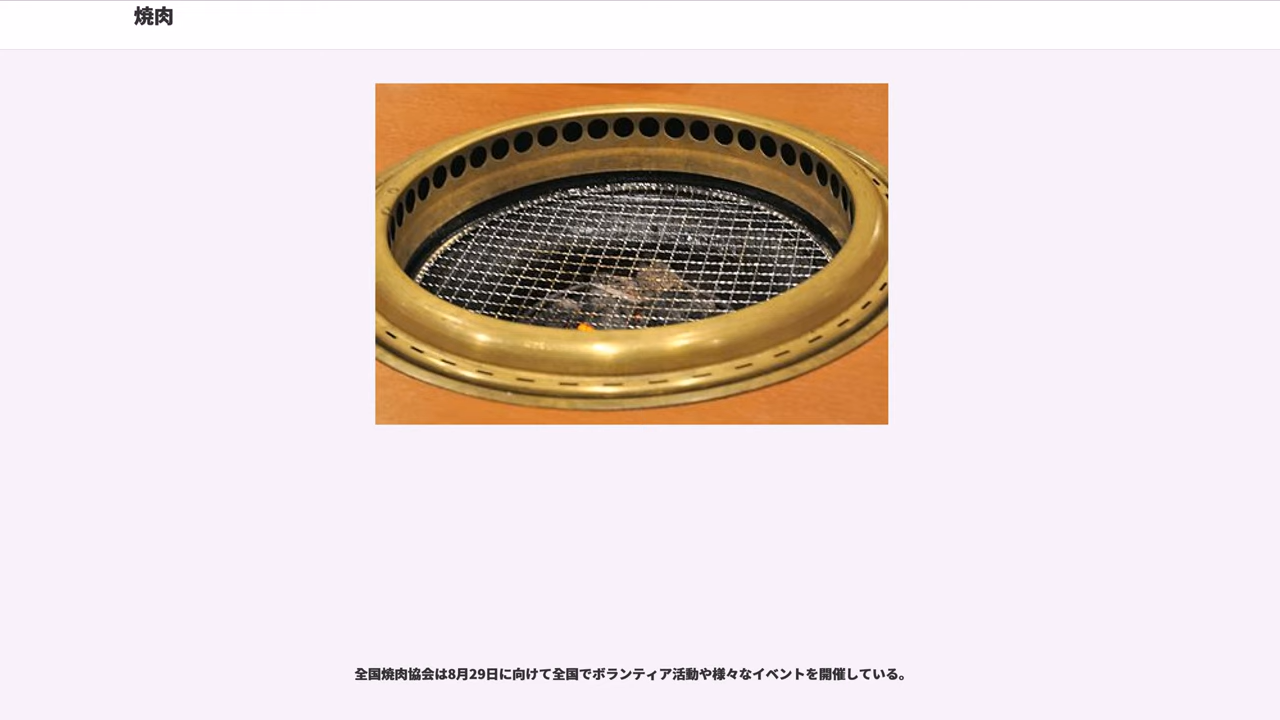 焼肉
全国焼肉協会は8月29日に向けて全国でボランティア活動や様々なイベントを開催している。